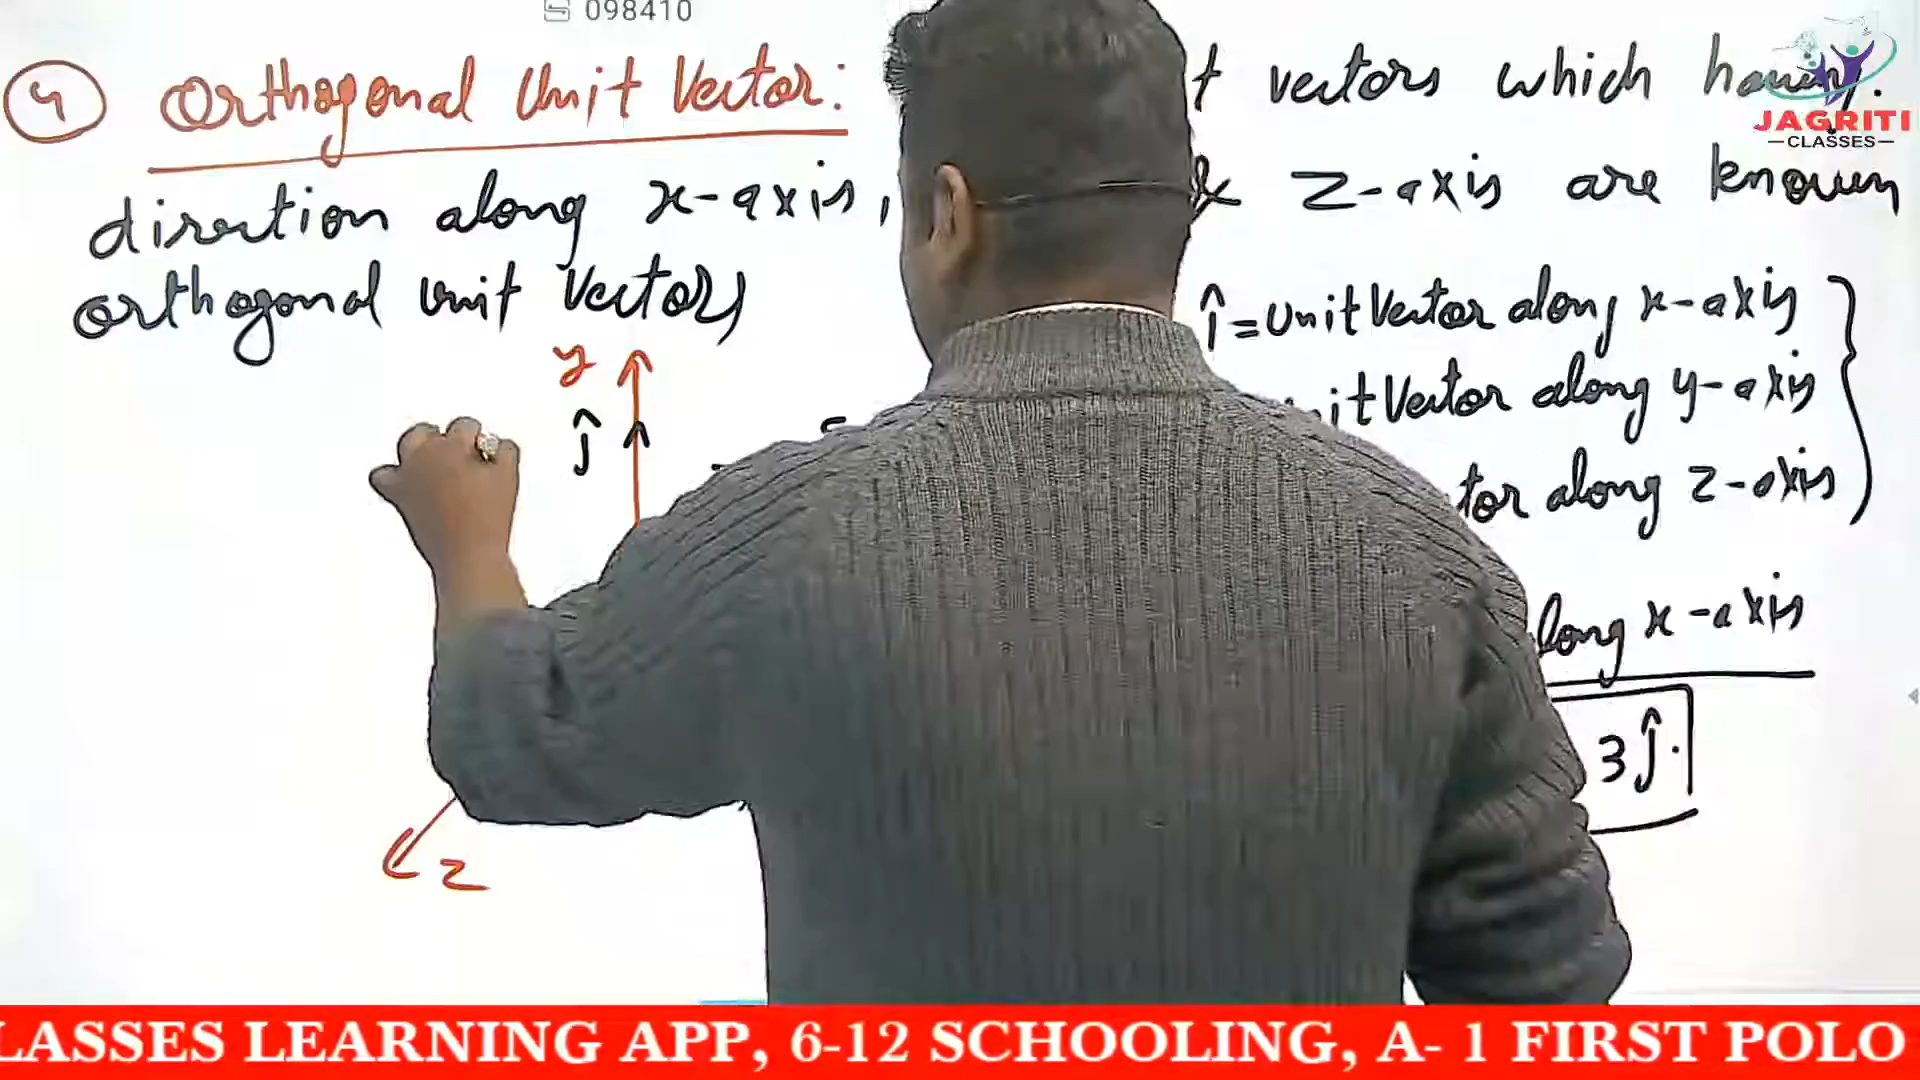 098410
④ Orthogonal Unit Vector: t vectors which having.
direction along x-axis, & z-axis are known
orthogonal unit Vectors
î = Unit Vector along x-axis
nit Vector along y-axis
tor along z-axis
y
ĵ
long x-axis
3ĵ.
z
JAGRITI
CLASSES
LASSES LEARNING APP, 6-12 SCHOOLING, A- 1 FIRST POLO